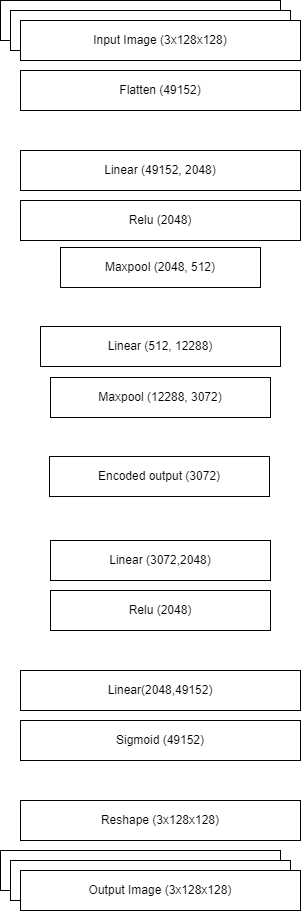 Input Image (3x128x128)
Flatten (49152)
Linear (49152, 2048)
Relu (2048)
Maxpool (2048, 512)
Linear (512, 12288)
Maxpool (12288, 3072)
Encoded output (3072)
Linear (3072,2048)
Relu (2048)
Linear(2048,49152)
Sigmoid (49152)
Reshape (3x128x128)
Output Image (3x128x128)